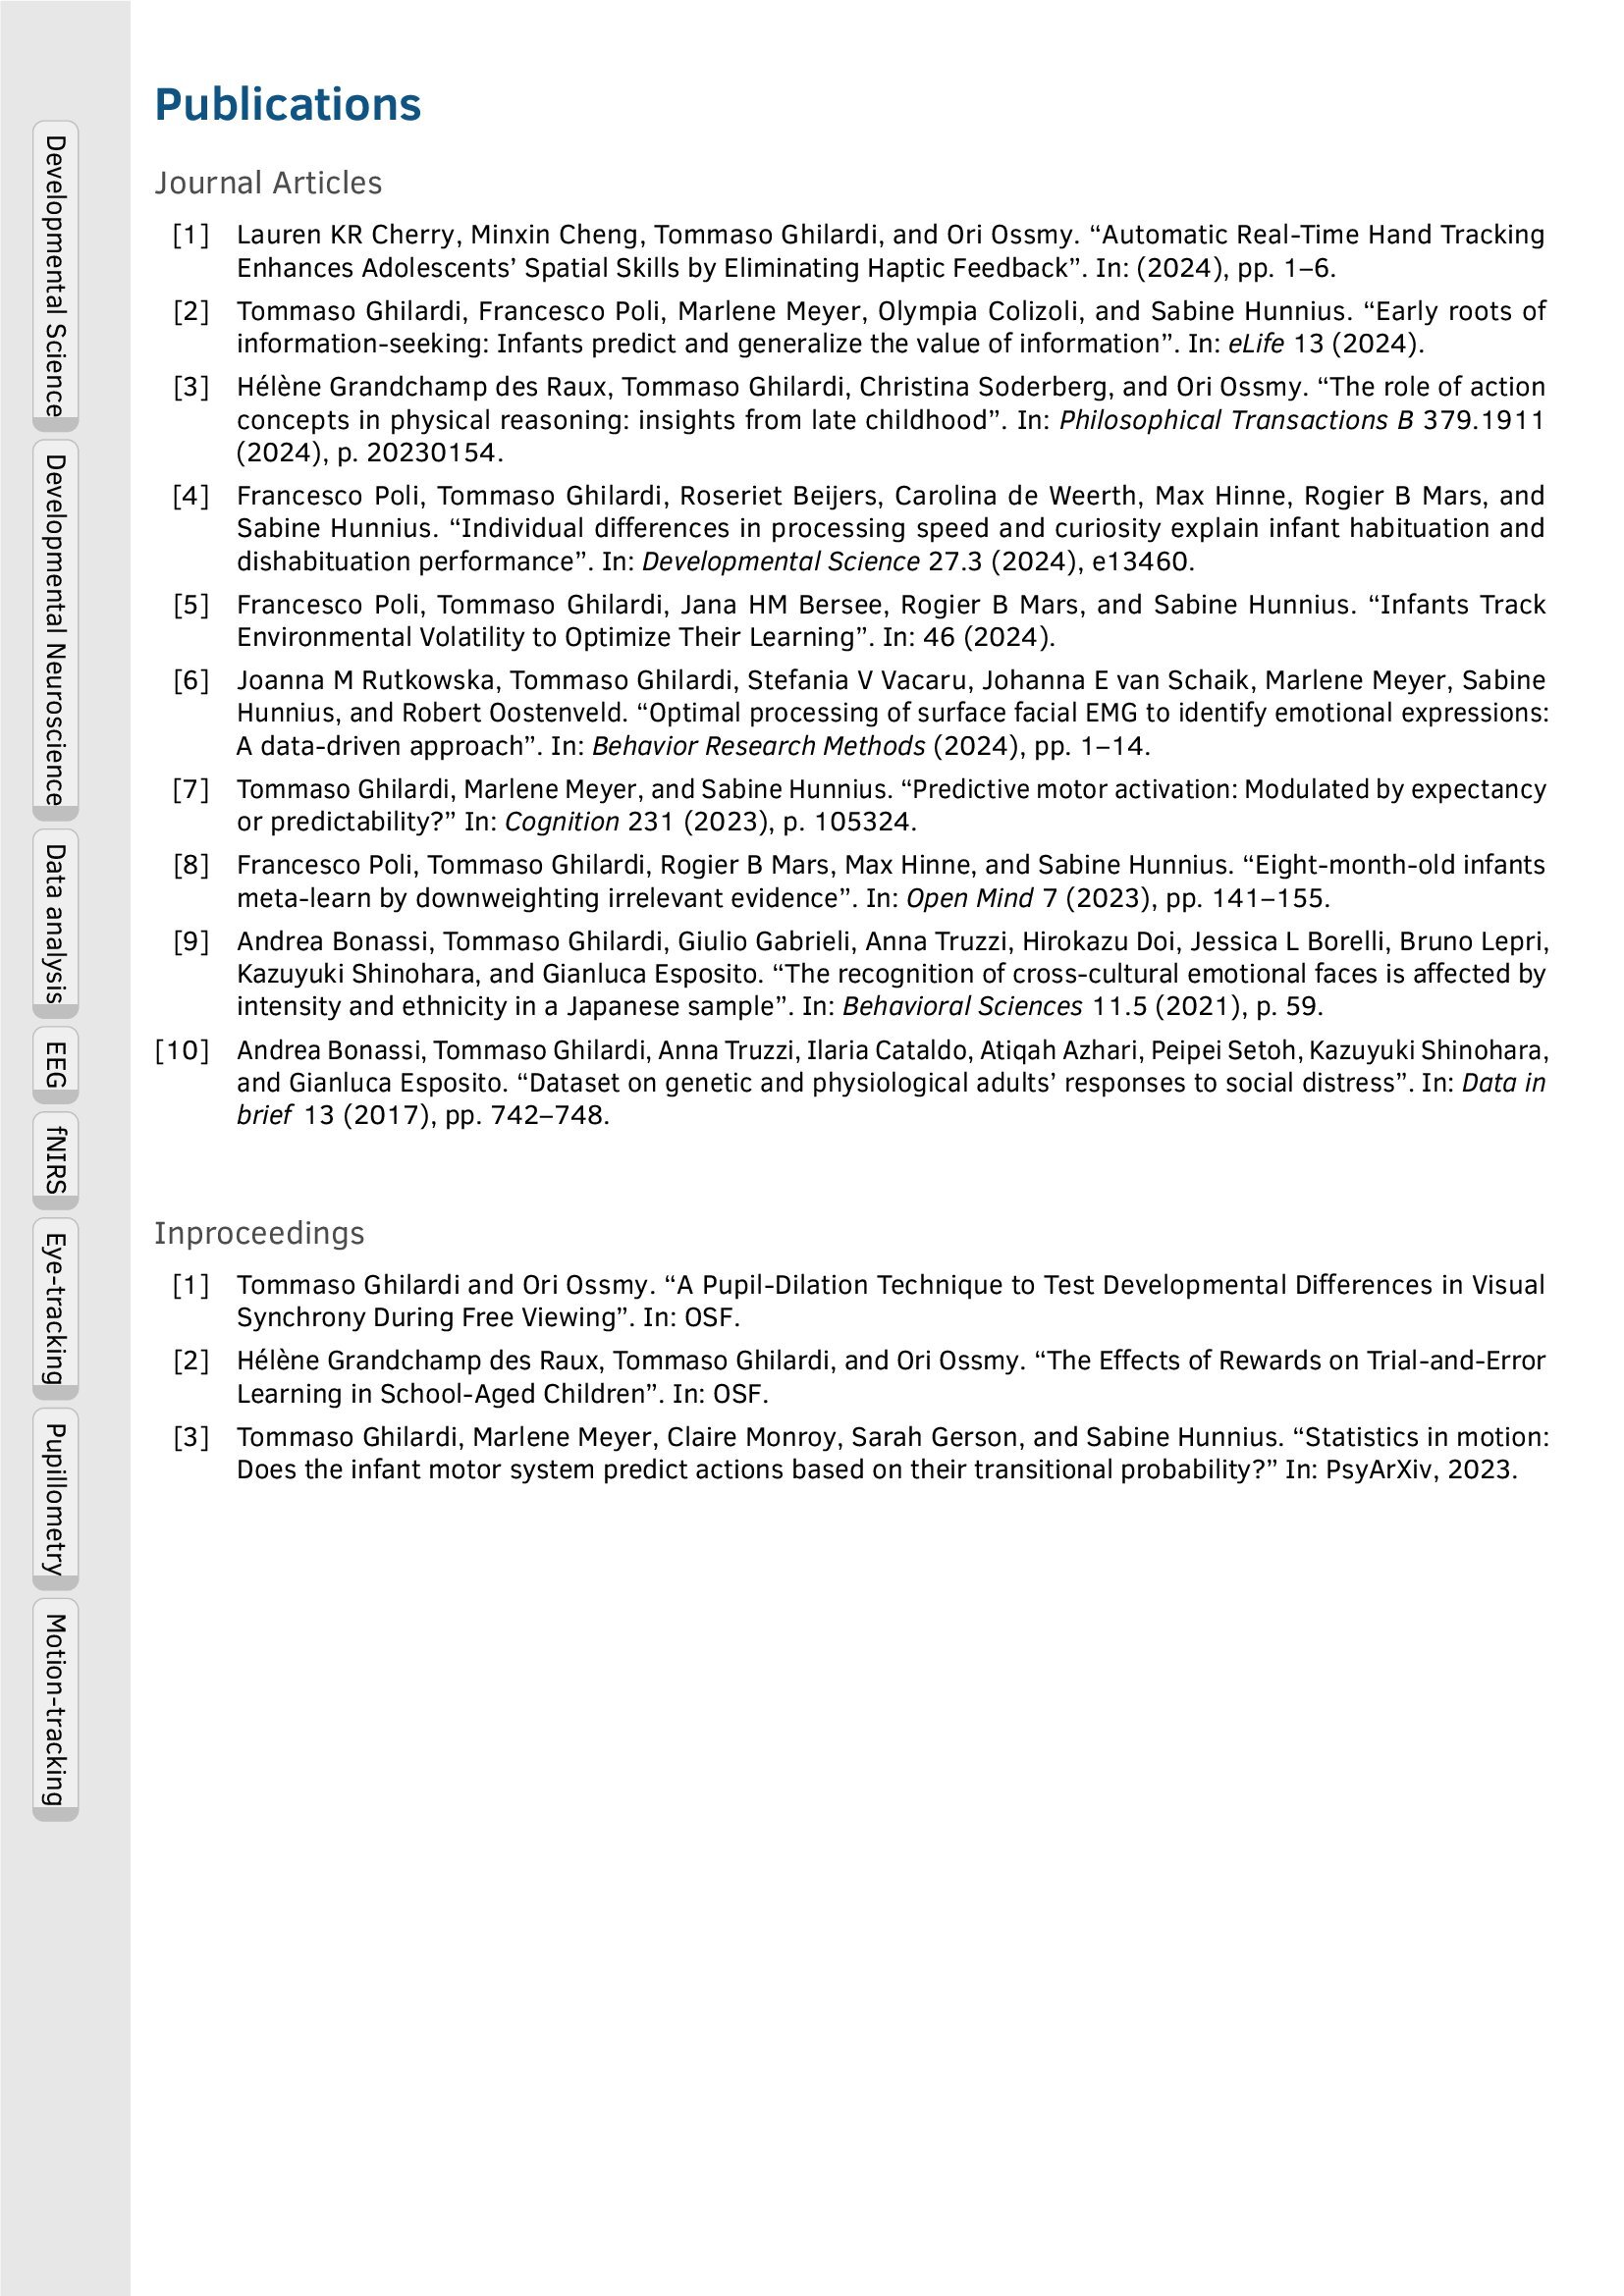 Publications
Journal Articles
[1] Lauren KR Cherry, Minxin Cheng, Tommaso Ghilardi, and Ori Ossmy. “Automatic Real-Time Hand Tracking
Enhances Adolescents’ Spatial Skills by Eliminating Haptic Feedback”. In: (2024), pp. 1–6.
[2] Tommaso Ghilardi, Francesco Poli, Marlene Meyer, Olympia Colizoli, and Sabine Hunnius. “Early roots of
information-seeking: Infants predict and generalize the value of information”. In: eLife 13 (2024).
[3] Hélène Grandchamp des Raux, Tommaso Ghilardi, Christina Soderberg, and Ori Ossmy. “The role of action
concepts in physical reasoning: insights from late childhood”. In: Philosophical Transactions B 379.1911
(2024), p. 20230154.
[4] Francesco Poli, Tommaso Ghilardi, Roseriet Beijers, Carolina de Weerth, Max Hinne, Rogier B Mars, and
Sabine Hunnius. “Individual differences in processing speed and curiosity explain infant habituation and
dishabituation performance”. In: Developmental Science 27.3 (2024), e13460.
[5] Francesco Poli, Tommaso Ghilardi, Jana HM Bersee, Rogier B Mars, and Sabine Hunnius. “Infants Track
Environmental Volatility to Optimize Their Learning”. In: 46 (2024).
[6] Joanna M Rutkowska, Tommaso Ghilardi, Stefania V Vacaru, Johanna E van Schaik, Marlene Meyer, Sabine
Hunnius, and Robert Oostenveld. “Optimal processing of surface facial EMG to identify emotional expressions:
A data-driven approach”. In: Behavior Research Methods (2024), pp. 1–14.
[7] Tommaso Ghilardi, Marlene Meyer, and Sabine Hunnius. “Predictive motor activation: Modulated by expectancy
or predictability?” In: Cognition 231 (2023), p. 105324.
[8] Francesco Poli, Tommaso Ghilardi, Rogier B Mars, Max Hinne, and Sabine Hunnius. “Eight-month-old infants
meta-learn by downweighting irrelevant evidence”. In: Open Mind 7 (2023), pp. 141–155.
[9] Andrea Bonassi, Tommaso Ghilardi, Giulio Gabrieli, Anna Truzzi, Hirokazu Doi, Jessica L Borelli, Bruno Lepri,
Kazuyuki Shinohara, and Gianluca Esposito. “The recognition of cross-cultural emotional faces is affected by
intensity and ethnicity in a Japanese sample”. In: Behavioral Sciences 11.5 (2021), p. 59.
[10] Andrea Bonassi, Tommaso Ghilardi, Anna Truzzi, Ilaria Cataldo, Atiqah Azhari, Peipei Setoh, Kazuyuki Shinohara,
and Gianluca Esposito. “Dataset on genetic and physiological adults’ responses to social distress”. In: Data in
brief 13 (2017), pp. 742–748.
Inproceedings
[1] Tommaso Ghilardi and Ori Ossmy. “A Pupil-Dilation Technique to Test Developmental Differences in Visual
Synchrony During Free Viewing”. In: OSF.
[2] Hélène Grandchamp des Raux, Tommaso Ghilardi, and Ori Ossmy. “The Effects of Rewards on Trial-and-Error
Learning in School-Aged Children”. In: OSF.
[3] Tommaso Ghilardi, Marlene Meyer, Claire Monroy, Sarah Gerson, and Sabine Hunnius. “Statistics in motion:
Does the infant motor system predict actions based on their transitional probability?” In: PsyArXiv, 2023.
Developmental Science
Developmental Neuroscience
Data analysis
EEG
fNIRS
Eye-tracking
Pupillometry
Motion-tracking